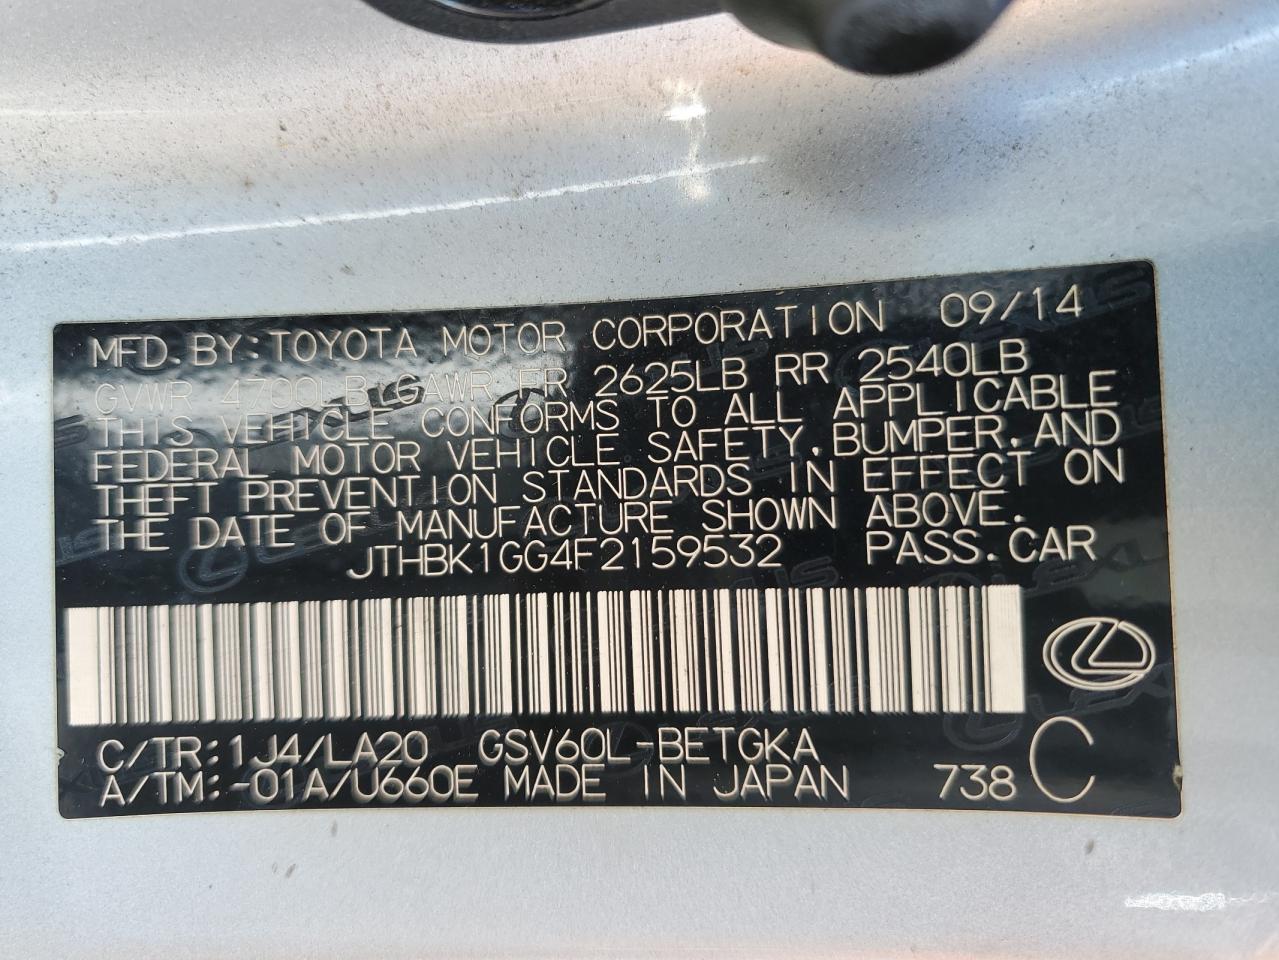 MFD.BY:TOYOTA MOTOR CORPORATION 09/14
GVWR 4700LB GAWR FR 2625LB RR 2540LB
THIS VEHICLE CONFORMS TO ALL APPLICABLE
FEDERAL MOTOR VEHICLE SAFETY,BUMPER,AND
THEFT PREVENTION STANDARDS IN EFFECT ON
THE DATE OF MANUFACTURE SHOWN ABOVE.
JTHBK1GG4F2159532 PASS.CAR
C/TR:1J4/LA20 GSV60L-BETGKA
A/TM:-01A/U660E MADE IN JAPAN 738 C